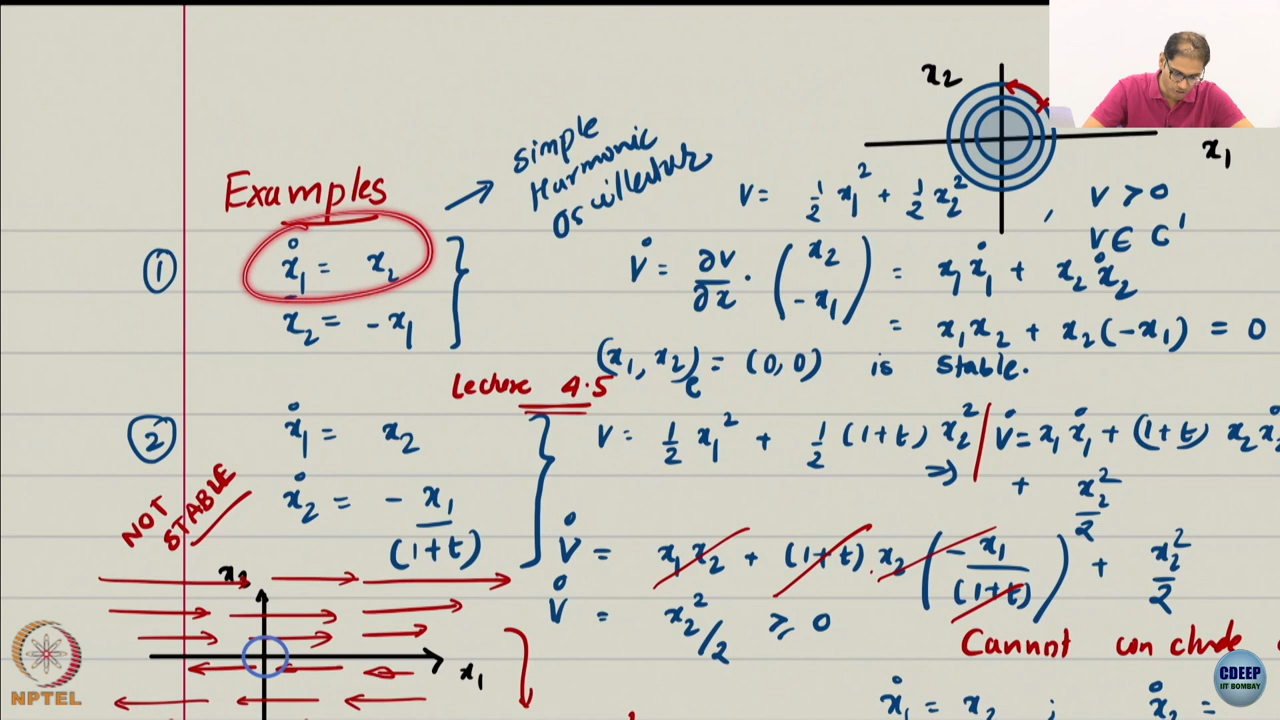 x₂
x₁
simple
Harmonic
Oscillator
Examples
V = ½ x₁² + ½ x₂² , V > 0
V ∈ C¹
① ẋ₁ = x₂
ẋ₂ = -x₁
V̇ = ∂V/∂x · (x₂ -x₁) = x₁ẋ₁ + x₂ẋ₂
= x₁x₂ + x₂(-x₁) = 0
(x₁, x₂)e = (0, 0) is stable.
Lecture 4.5
② ẋ₁ = x₂
V = ½ x₁² + ½ (1+t) x₂² / V̇ = x₁ẋ₁ + (1+t) x₂ẋ₂
⇒ + x₂²/2
ẋ₂ = -x₁/(1+t)
NOT
STABLE
V̇ = x₁x₂ + (1+t) · x₂ (-x₁/(1+t)) + x₂²/2
V̇ = x₂²/2 ≥ 0
Cannot conclude
x₂
x₁
ẋ₁ = x₂ ; ẋ₂ =
NPTEL
CDEEP
IIT BOMBAY